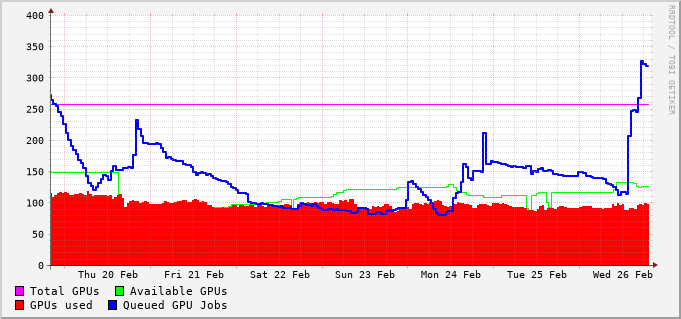 400
350
300
250
200
150
100
50
0
Thu 20 Feb Fri 21 Feb Sat 22 Feb Sun 23 Feb Mon 24 Feb Tue 25 Feb Wed 26 Feb
Total GPUs Available GPUs
GPUs used Queued GPU Jobs
RRDTOOL / TOBI OETIKER